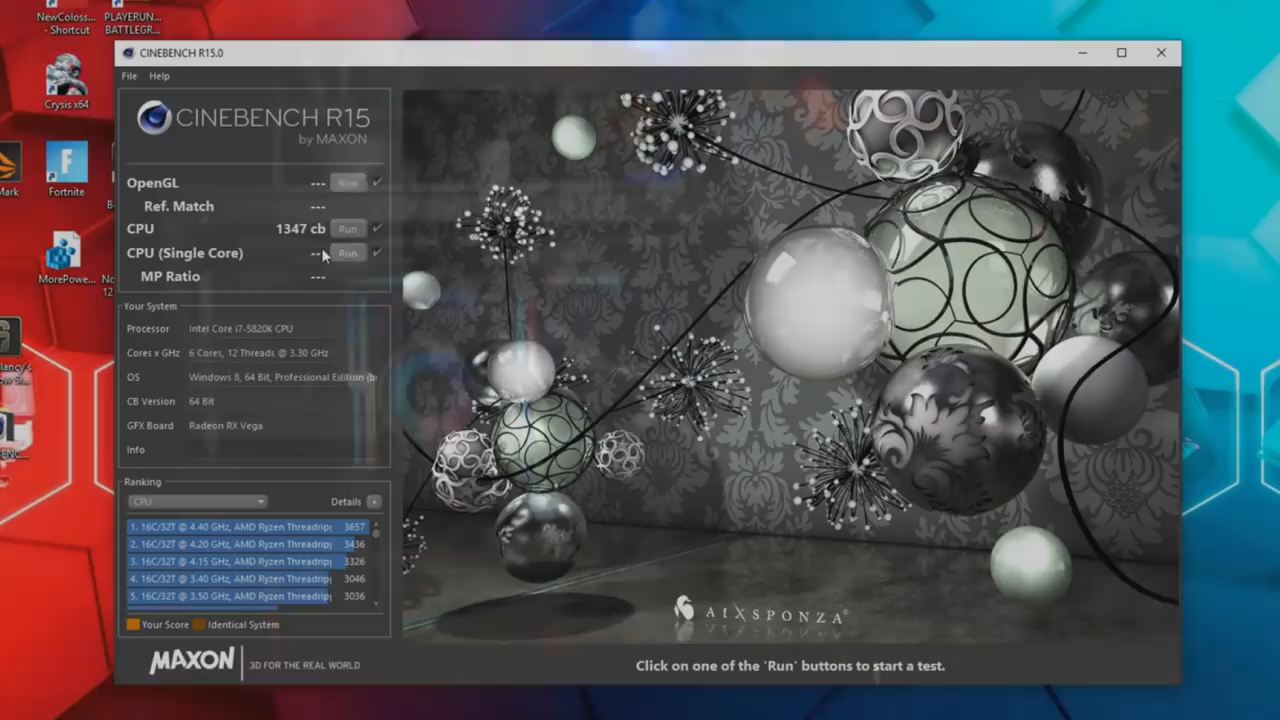 NewColoss...
- Shortcut
PLAYERUN...
BATTLEGR...
Crysis x64
Mark
Fortnite
MorePowe...
CINEBENCH R15.0
File Help
CINEBENCH R15
by MAXON
OpenGL --- Run
Ref. Match ---
CPU 1347 cb Run
CPU (Single Core) --- Run
MP Ratio ---
Your System
Processor Intel Core i7-5820K CPU
Cores x GHz 6 Cores, 12 Threads @ 3.30 GHz
OS Windows 8, 64 Bit, Professional Edition (b
CB Version 64 Bit
GFX Board Radeon RX Vega
Info
Ranking
CPU Details
1. 16C/32T @ 4.40 GHz, AMD Ryzen Threadrip 3657
2. 16C/32T @ 4.20 GHz, AMD Ryzen Threadrip 3436
3. 16C/32T @ 4.15 GHz, AMD Ryzen Threadrip 3326
4. 16C/32T @ 3.40 GHz, AMD Ryzen Threadrip 3046
5. 16C/32T @ 3.50 GHz, AMD Ryzen Threadrip 3036
Your Score Identical System
MAXON 3D FOR THE REAL WORLD
AIXSPONZA©
Click on one of the 'Run' buttons to start a test.